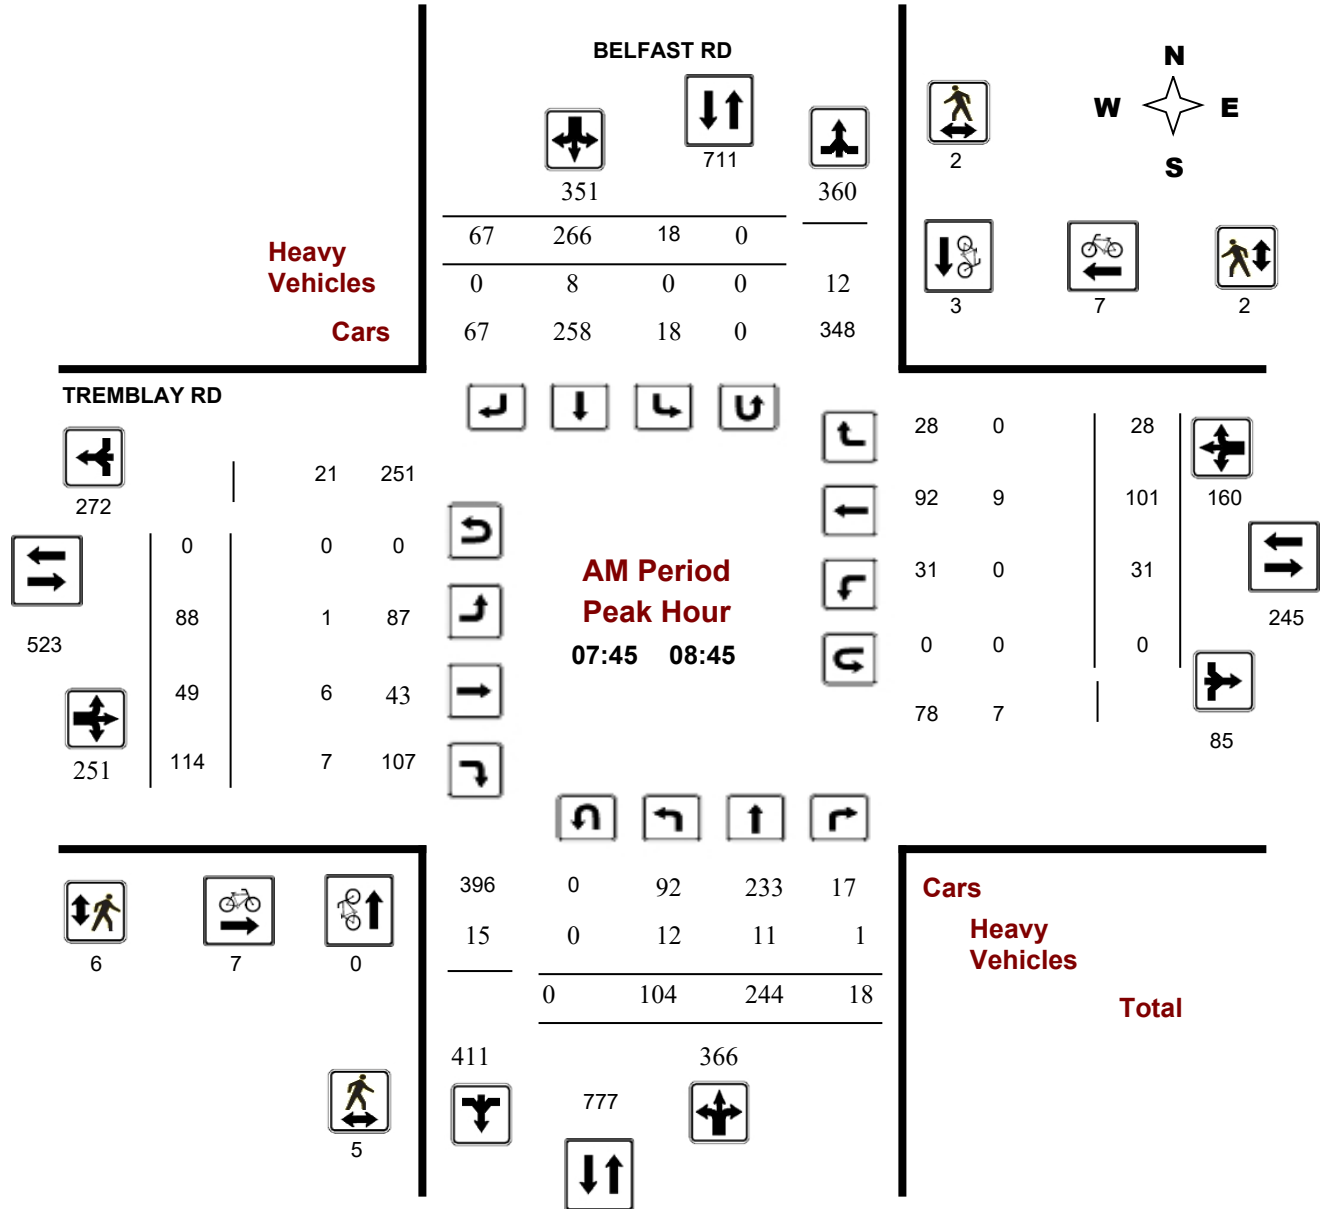 BELFAST RD
N
W E
S
711
351
360
2
67 266 18 0
Heavy
Vehicles
0 8 0 0 12
Cars
67 258 18 0 348
3 7 2
TREMBLAY RD
28 0 28
21 251
272
92 9 101 160
0 0 0
AM Period
31 0 31
Peak Hour
88 1 87
245
523
07:45 08:45
0 0 0
49 6 43
78 7
85
251
114 7 107
396 0 92 233 17
Cars
15 0 12 11 1
Heavy
Vehicles
6 7 0
0 104 244 18
Total
411 366
777
5